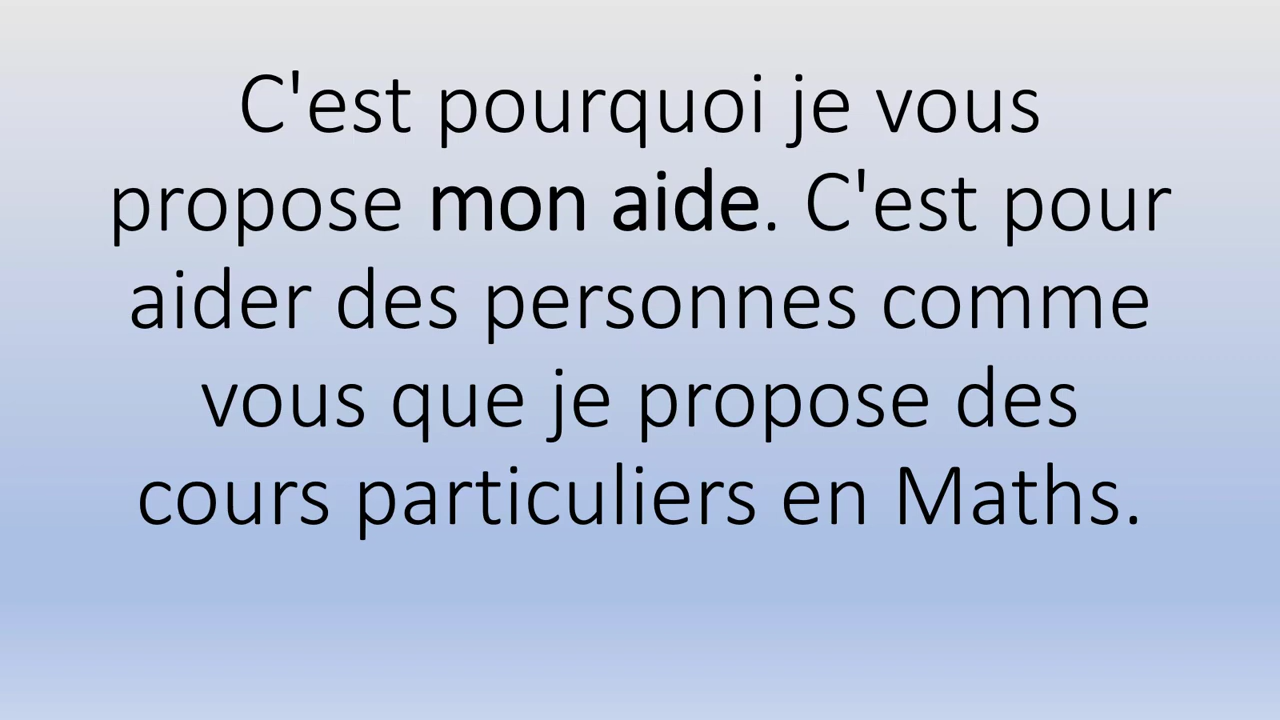 C'est pourquoi je vous
propose mon aide. C'est pour
aider des personnes comme
vous que je propose des
cours particuliers en Maths.